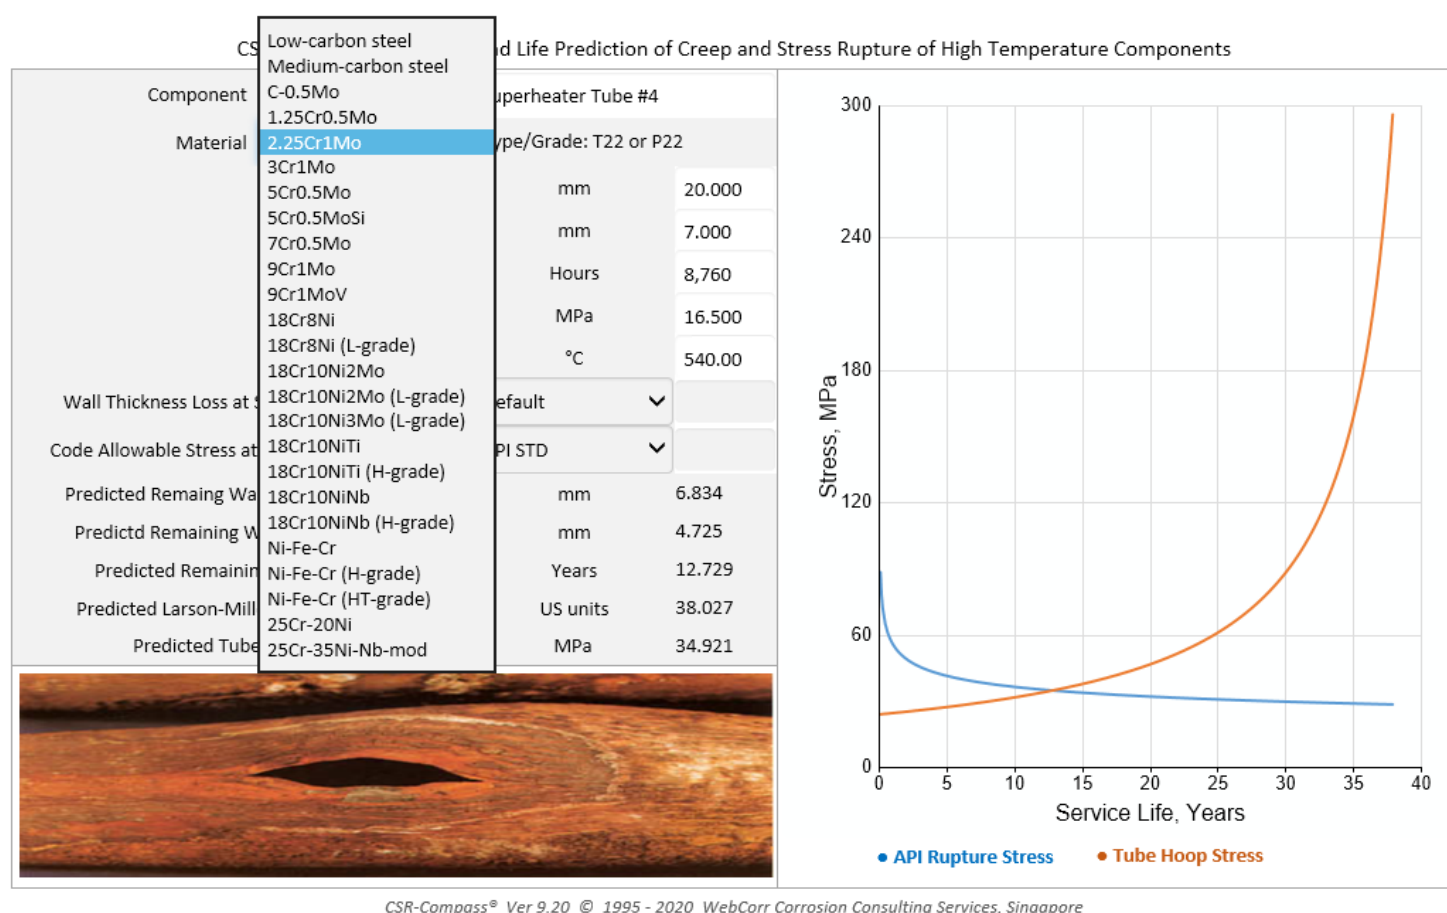 CS nd Life Prediction of Creep and Stress Rupture of High Temperature Components
Component uperheater Tube #4
Material ype/Grade: T22 or P22
Low-carbon steel
Medium-carbon steel
C-0.5Mo
1.25Cr0.5Mo
2.25Cr1Mo
3Cr1Mo
5Cr0.5Mo
5Cr0.5MoSi
7Cr0.5Mo
9Cr1Mo
9Cr1MoV
18Cr8Ni
18Cr8Ni (L-grade)
18Cr10Ni2Mo
18Cr10Ni2Mo (L-grade)
18Cr10Ni3Mo (L-grade)
18Cr10NiTi
18Cr10NiTi (H-grade)
18Cr10NiNb
18Cr10NiNb (H-grade)
Ni-Fe-Cr
Ni-Fe-Cr (H-grade)
Ni-Fe-Cr (HT-grade)
25Cr-20Ni
25Cr-35Ni-Nb-mod
mm 20.000
mm 7.000
Hours 8,760
MPa 16.500
°C 540.00
Wall Thickness Loss at efault
Code Allowable Stress at PI STD
Predicted Remaing Wa mm 6.834
Predictd Remaining W mm 4.725
Predicted Remainin Years 12.729
Predicted Larson-Mill US units 38.027
Predicted Tube MPa 34.921
300
240
180
120
60
0
Stress, MPa
0 5 10 15 20 25 30 35 40
Service Life, Years
● API Rupture Stress ● Tube Hoop Stress
CSR-Compass® Ver 9.20 © 1995 - 2020 WebCorr Corrosion Consulting Services, Singapore